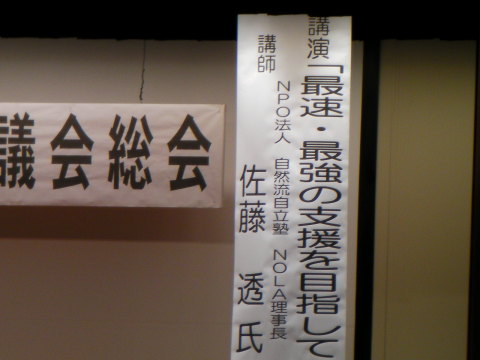 議会総会
講演「最速・最強の支援を目指して
講師
NPO法人 自然流自立塾 NOLA理事長
佐藤 透 氏